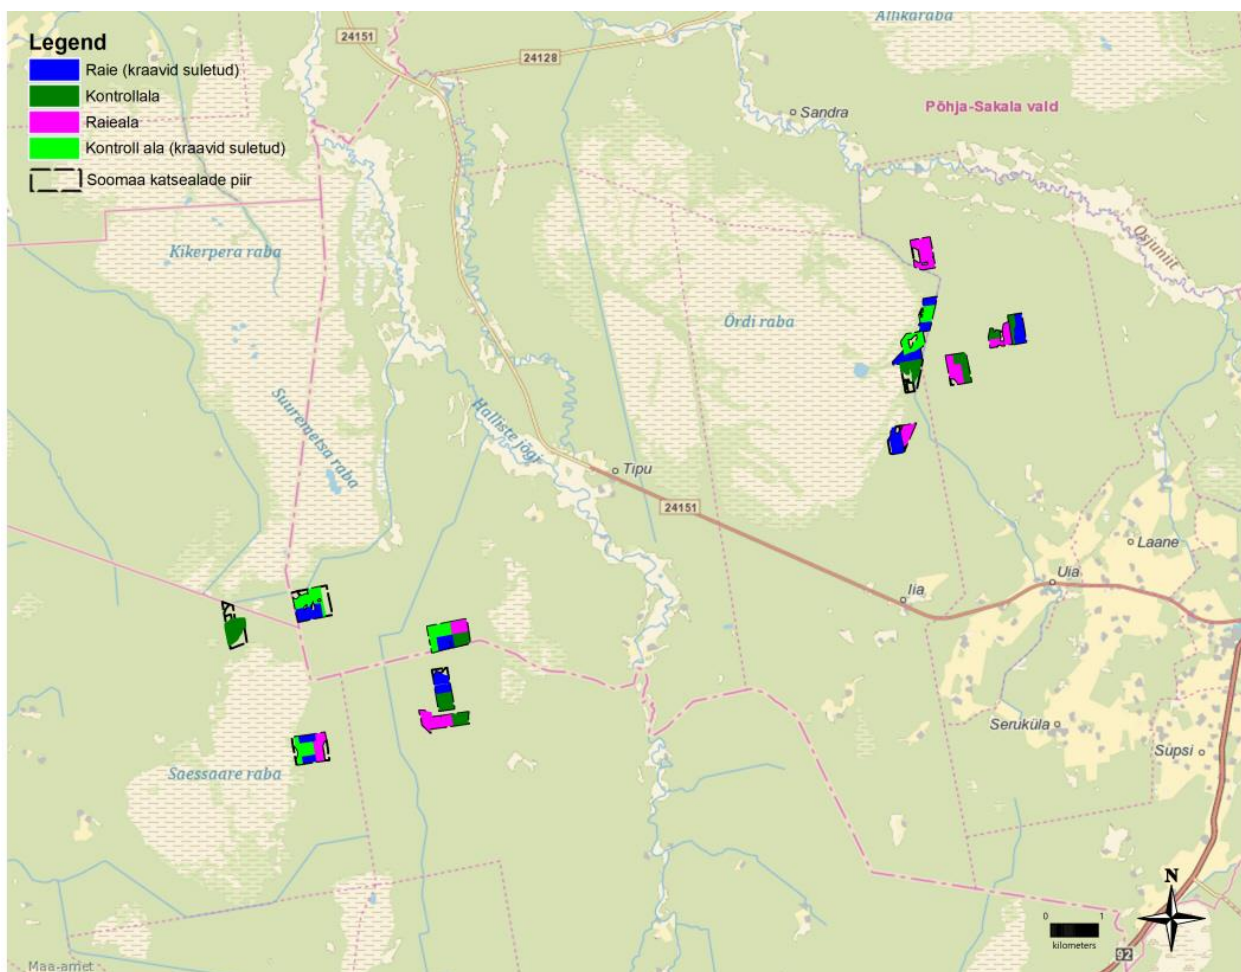 Legend
Raie (kraavid suletud)
Kontrollala
Raieala
Kontroll ala (kraavid suletud)
Soomaa katsealade piir
24151
24128
Allikaraba
Sandra
Põhja-Sakala vald
Kikerpera raba
Osjuniit
Ördi raba
Suuremetsa raba
Halliste jõgi
Tipu
24151
Laane
Uia
Iia
Seruküla
Supsi
Saessaare raba
N
0 1
kilometers
92
Maa-amet